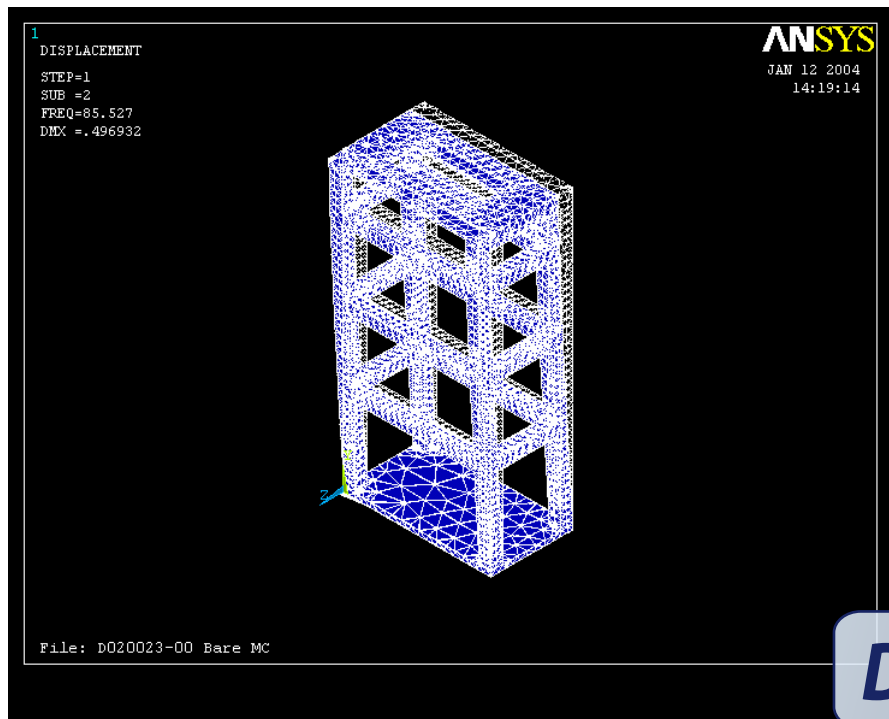 1
DISPLACEMENT
STEP=1
SUB =2
FREQ=85.527
DMX =.496932
ANSYS
JAN 12 2004
14:19:14
Z
File: D020023-00 Bare MC
D